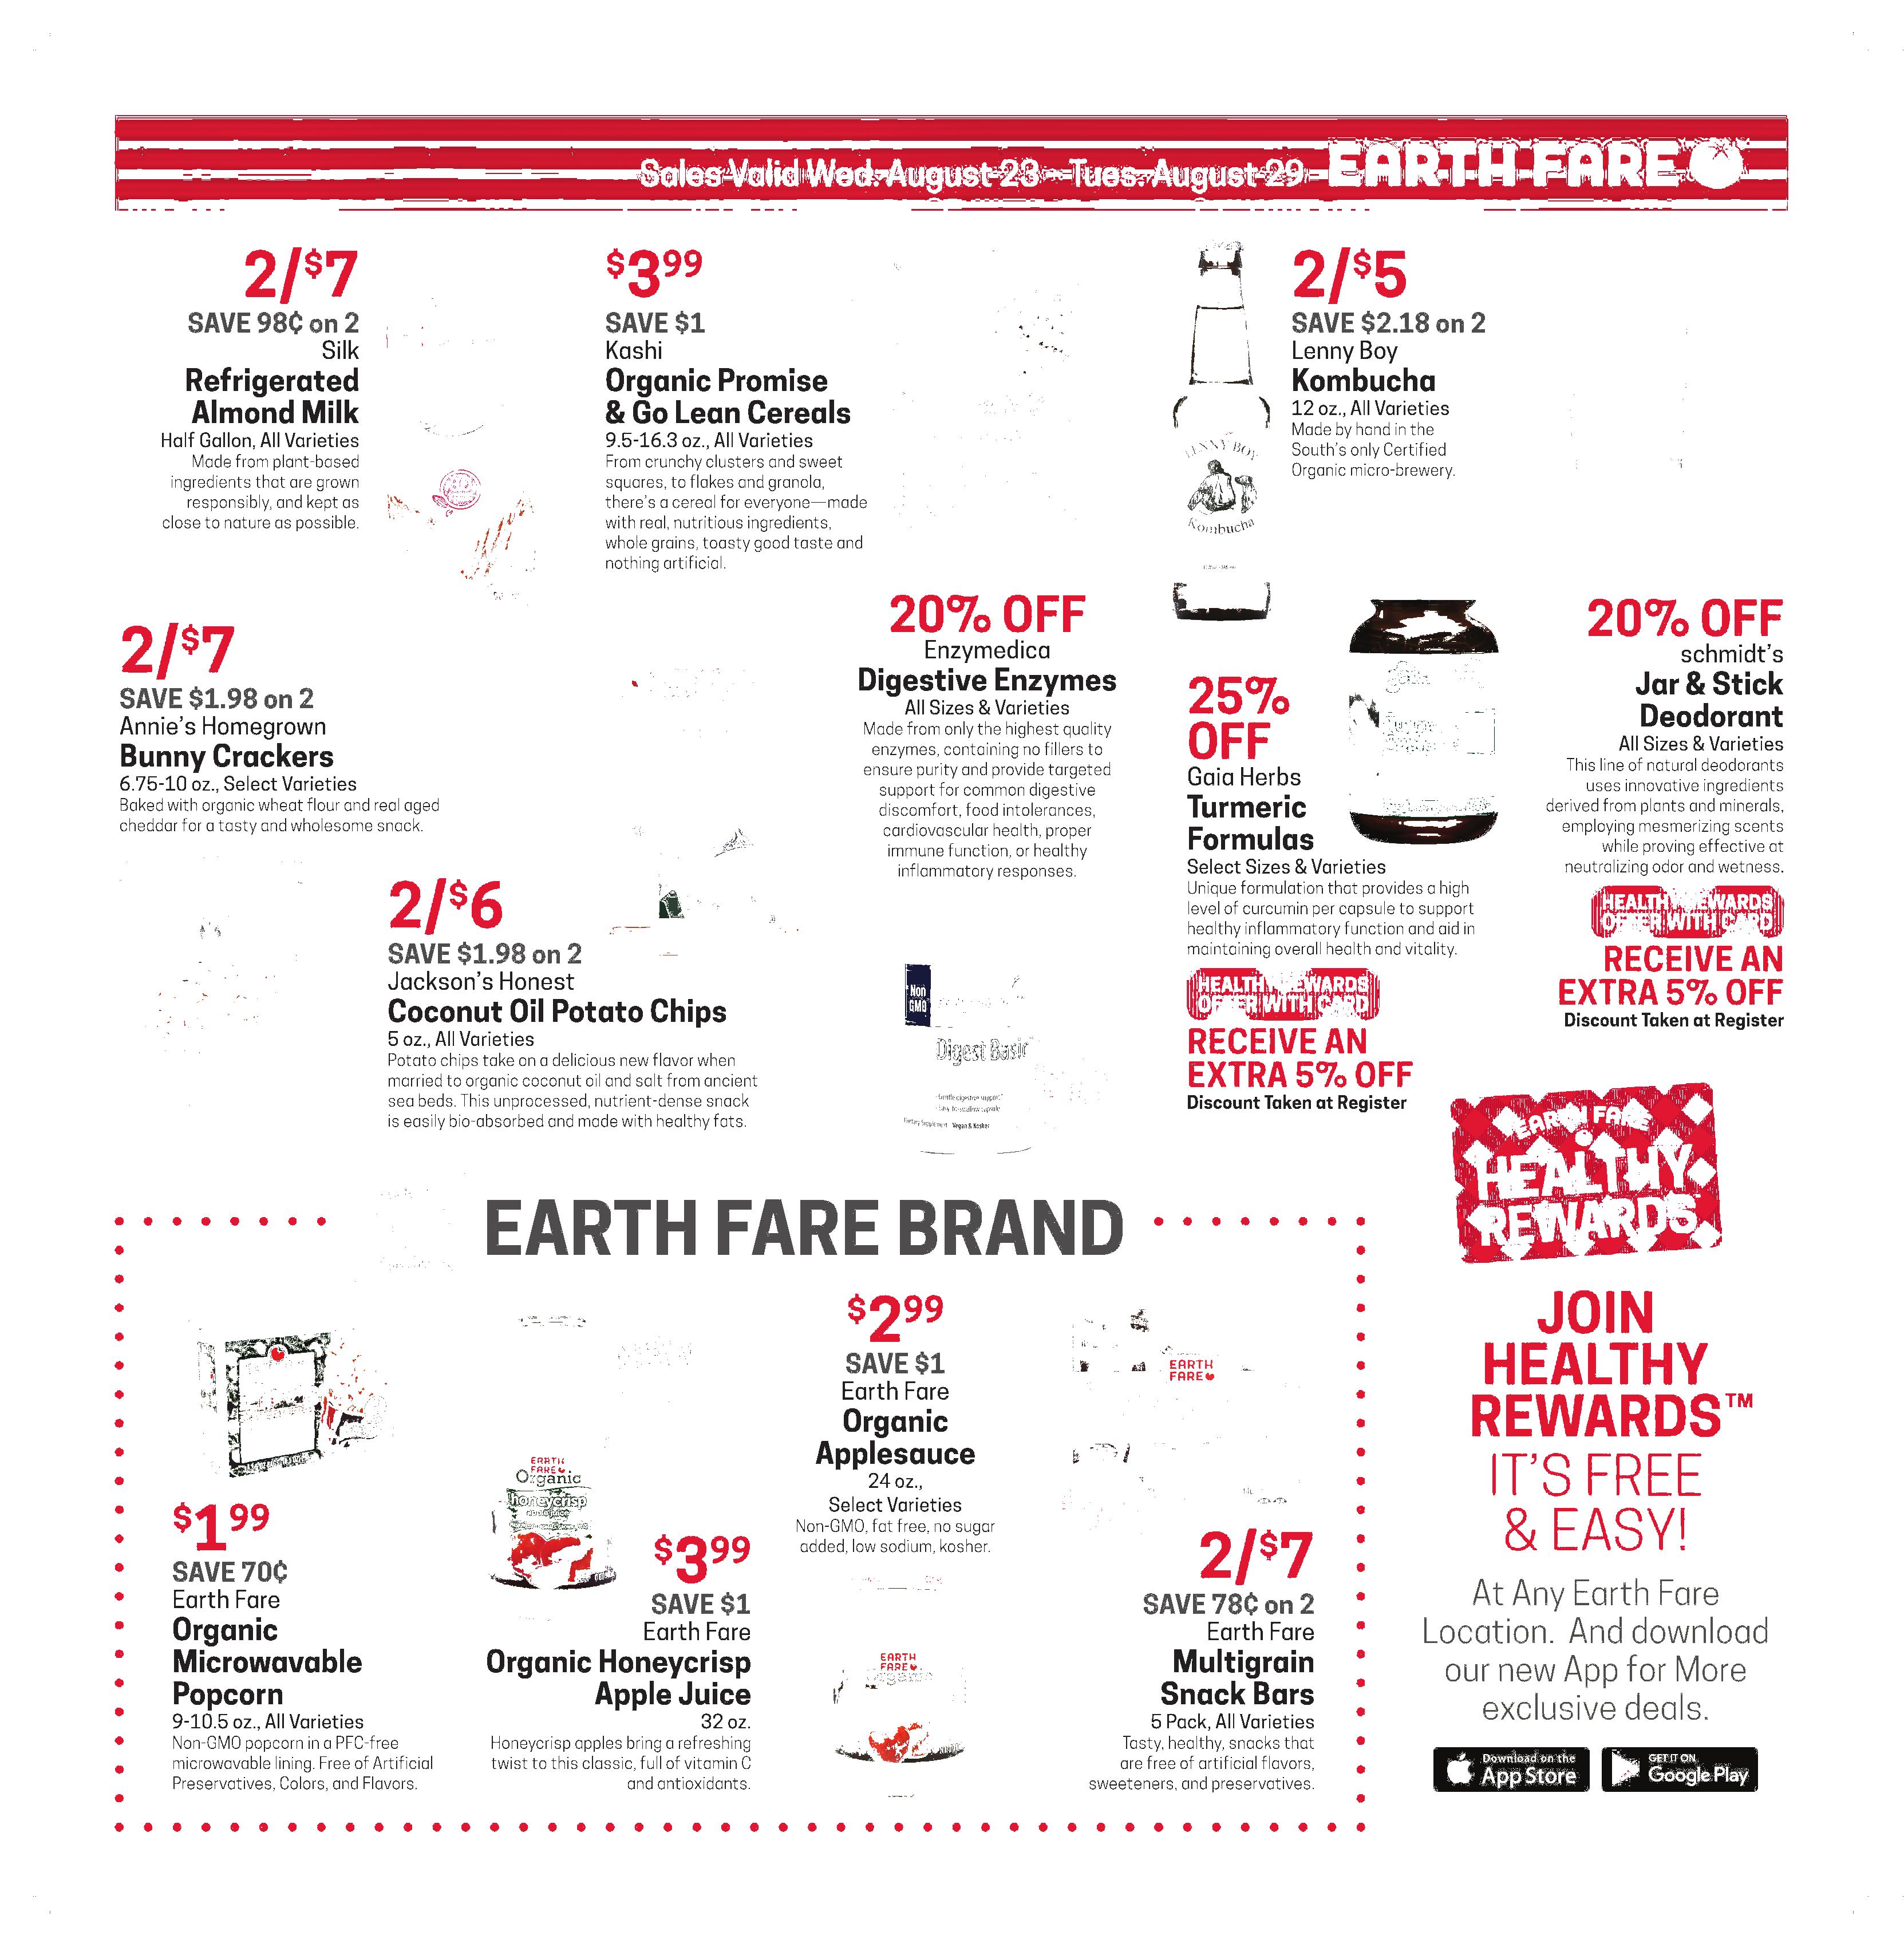 Sales Valid Wed. August 23 - Tues. August 29 EARTH FARE
2/$7
SAVE 98¢ on 2
Silk
Refrigerated
Almond Milk
Half Gallon, All Varieties
Made from plant-based
ingredients that are grown
responsibly, and kept as
close to nature as possible.
$3.99
SAVE $1
Kashi
Organic Promise
& Go Lean Cereals
9.5-16.3 oz., All Varieties
From crunchy clusters and sweet
squares, to flakes and granola,
there's a cereal for everyone—made
with real, nutritious ingredients,
whole grains, toasty good taste and
nothing artificial.
LENNY BOY
Kombucha
2/$5
SAVE $2.18 on 2
Lenny Boy
Kombucha
12 oz., All Varieties
Made by hand in the
South's only Certified
Organic micro-brewery.
2/$7
SAVE $1.98 on 2
Annie's Homegrown
Bunny Crackers
6.75-10 oz., Select Varieties
Baked with organic wheat flour and real aged
cheddar for a tasty and wholesome snack.
2/$6
SAVE $1.98 on 2
Jackson's Honest
Coconut Oil Potato Chips
5 oz., All Varieties
Potato chips take on a delicious new flavor when
married to organic coconut oil and salt from ancient
sea beds. This unprocessed, nutrient-dense snack
is easily bio-absorbed and made with healthy fats.
20% OFF
Enzymedica
Digestive Enzymes
All Sizes & Varieties
Made from only the highest quality
enzymes, containing no fillers to
ensure purity and provide targeted
support for common digestive
discomfort, food intolerances,
cardiovascular health, proper
immune function, or healthy
inflammatory responses.
Non
GMO
Digest Basic
Vegan & Kosher
25%
OFF
Gaia Herbs
Turmeric
Formulas
Select Sizes & Varieties
Unique formulation that provides a high
level of curcumin per capsule to support
healthy inflammatory function and aid in
maintaining overall health and vitality.
HEALTHY REWARDS
OFFER WITH CARD
RECEIVE AN
EXTRA 5% OFF
Discount Taken at Register
20% OFF
schmidt's
Jar & Stick
Deodorant
All Sizes & Varieties
This line of natural deodorants
uses innovative ingredients
derived from plants and minerals,
employing mesmerizing scents
while proving effective at
neutralizing odor and wetness.
HEALTHY REWARDS
OFFER WITH CARD
RECEIVE AN
EXTRA 5% OFF
Discount Taken at Register
EARTH FARE BRAND
$1.99
SAVE 70¢
Earth Fare
Organic
Microwavable
Popcorn
9-10.5 oz., All Varieties
Non-GMO popcorn in a PFC-free
microwavable lining. Free of Artificial
Preservatives, Colors, and Flavors.
EARTH
FARE
Organic
honeycrisp
$3.99
SAVE $1
Earth Fare
Organic Honeycrisp
Apple Juice
32 oz.
Honeycrisp apples bring a refreshing
twist to this classic, full of vitamin C
and antioxidants.
$2.99
SAVE $1
Earth Fare
Organic
Applesauce
24 oz.,
Select Varieties
Non-GMO, fat free, no sugar
added, low sodium, kosher.
EARTH
FARE
Organic
EARTH
FARE
2/$7
SAVE 78¢ on 2
Earth Fare
Multigrain
Snack Bars
5 Pack, All Varieties
Tasty, healthy, snacks that
are free of artificial flavors,
sweeteners, and preservatives.
EARTH FARE
HEALTHY
REWARDS
JOIN
HEALTHY
REWARDS™
IT'S FREE
& EASY!
At Any Earth Fare
Location. And download
our new App for More
exclusive deals.
Download on the
App Store
GET IT ON
Google Play